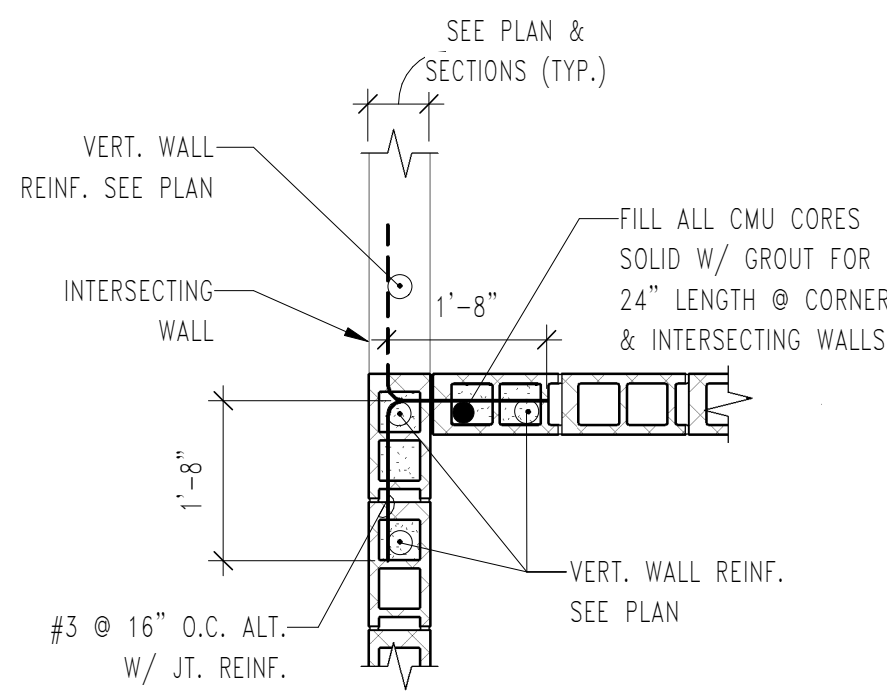 SEE PLAN &
SECTIONS (TYP.)
VERT. WALL
REINF. SEE PLAN
FILL ALL CMU CORES
SOLID W/ GROUT FOR
24" LENGTH @ CORNER
& INTERSECTING WALLS
INTERSECTING
WALL
1'-8"
1'-8"
VERT. WALL REINF.
SEE PLAN
#3 @ 16" O.C. ALT.
W/ JT. REINF.